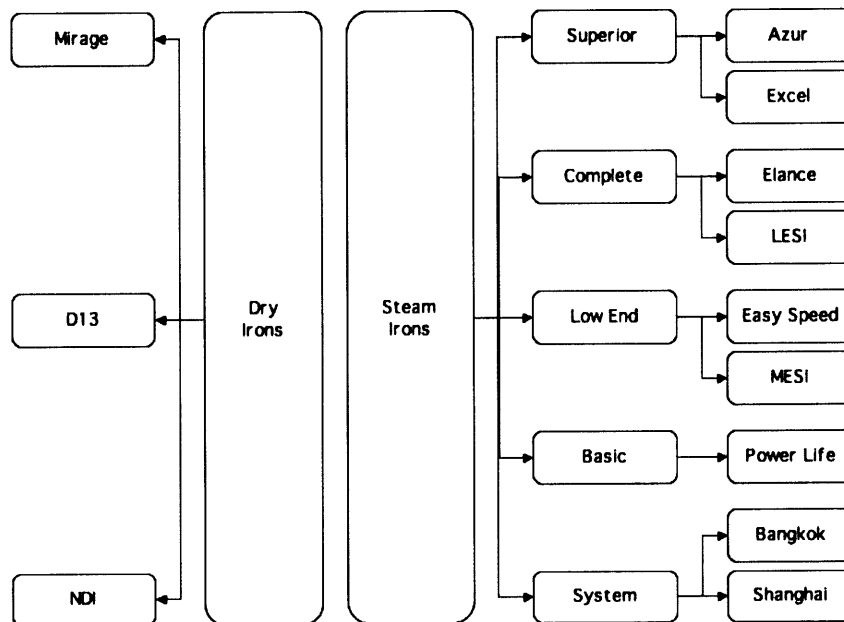 Mirage
D13
NDI
Dry
Irons
Steam
Irons
Superior
Azur
Excel
Complete
Elance
LESI
Low End
Easy Speed
MESI
Basic
Power Life
System
Bangkok
Shanghai